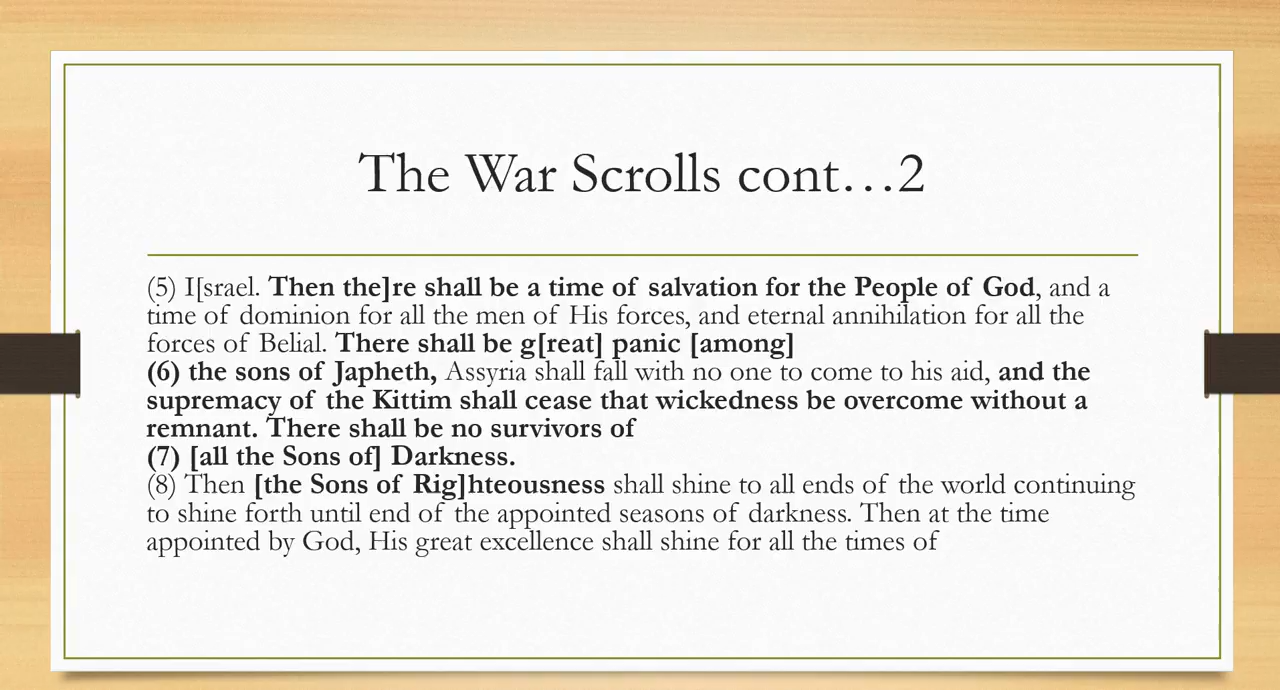 The War Scrolls cont…2
(5) I[srael. Then the]re shall be a time of salvation for the People of God, and a
time of dominion for all the men of His forces, and eternal annihilation for all the
forces of Belial. There shall be g[reat] panic [among]
(6) the sons of Japheth, Assyria shall fall with no one to come to his aid, and the
supremacy of the Kittim shall cease that wickedness be overcome without a
remnant. There shall be no survivors of
(7) [all the Sons of] Darkness.
(8) Then [the Sons of Rig]hteousness shall shine to all ends of the world continuing
to shine forth until end of the appointed seasons of darkness. Then at the time
appointed by God, His great excellence shall shine for all the times of